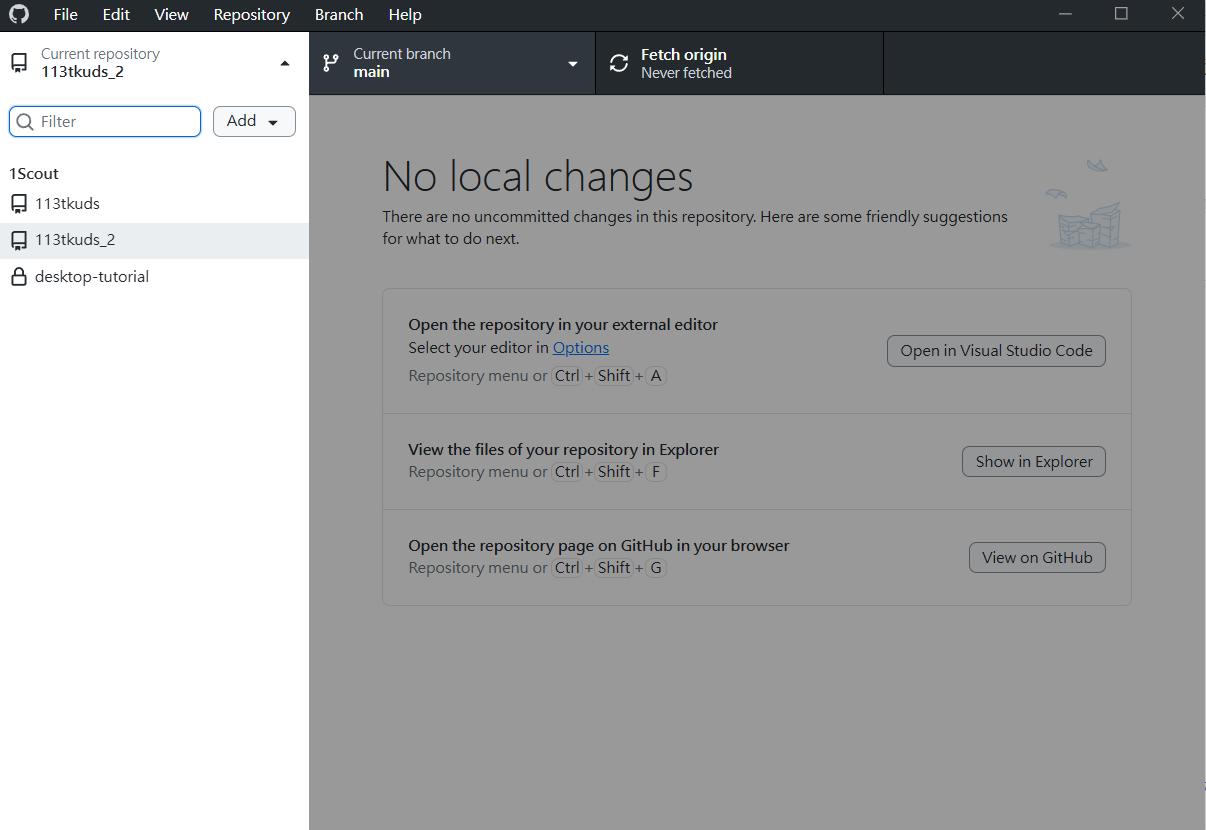 File Edit View Repository Branch Help
Current repository
113tkuds_2
Current branch
main
Fetch origin
Never fetched
Filter
Add
1Scout
113tkuds
113tkuds_2
desktop-tutorial
No local changes
There are no uncommitted changes in this repository. Here are some friendly suggestions
for what to do next.
Open the repository in your external editor
Select your editor in Options
Repository menu or Ctrl + Shift + A
Open in Visual Studio Code
View the files of your repository in Explorer
Repository menu or Ctrl + Shift + F
Show in Explorer
Open the repository page on GitHub in your browser
Repository menu or Ctrl + Shift + G
View on GitHub